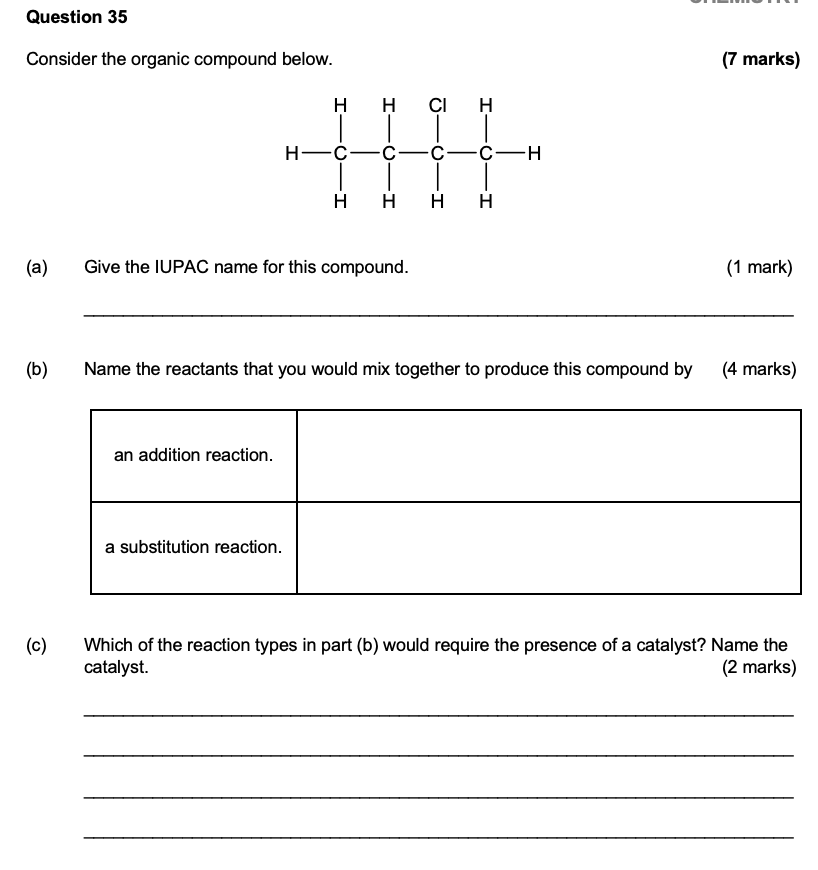 Question 35
Consider the organic compound below. (7 marks)
H H Cl H
H C C C C H
H H H H
(a) Give the IUPAC name for this compound. (1 mark)
(b) Name the reactants that you would mix together to produce this compound by (4 marks)
an addition reaction.
a substitution reaction.
(c) Which of the reaction types in part (b) would require the presence of a catalyst? Name the
catalyst. (2 marks)